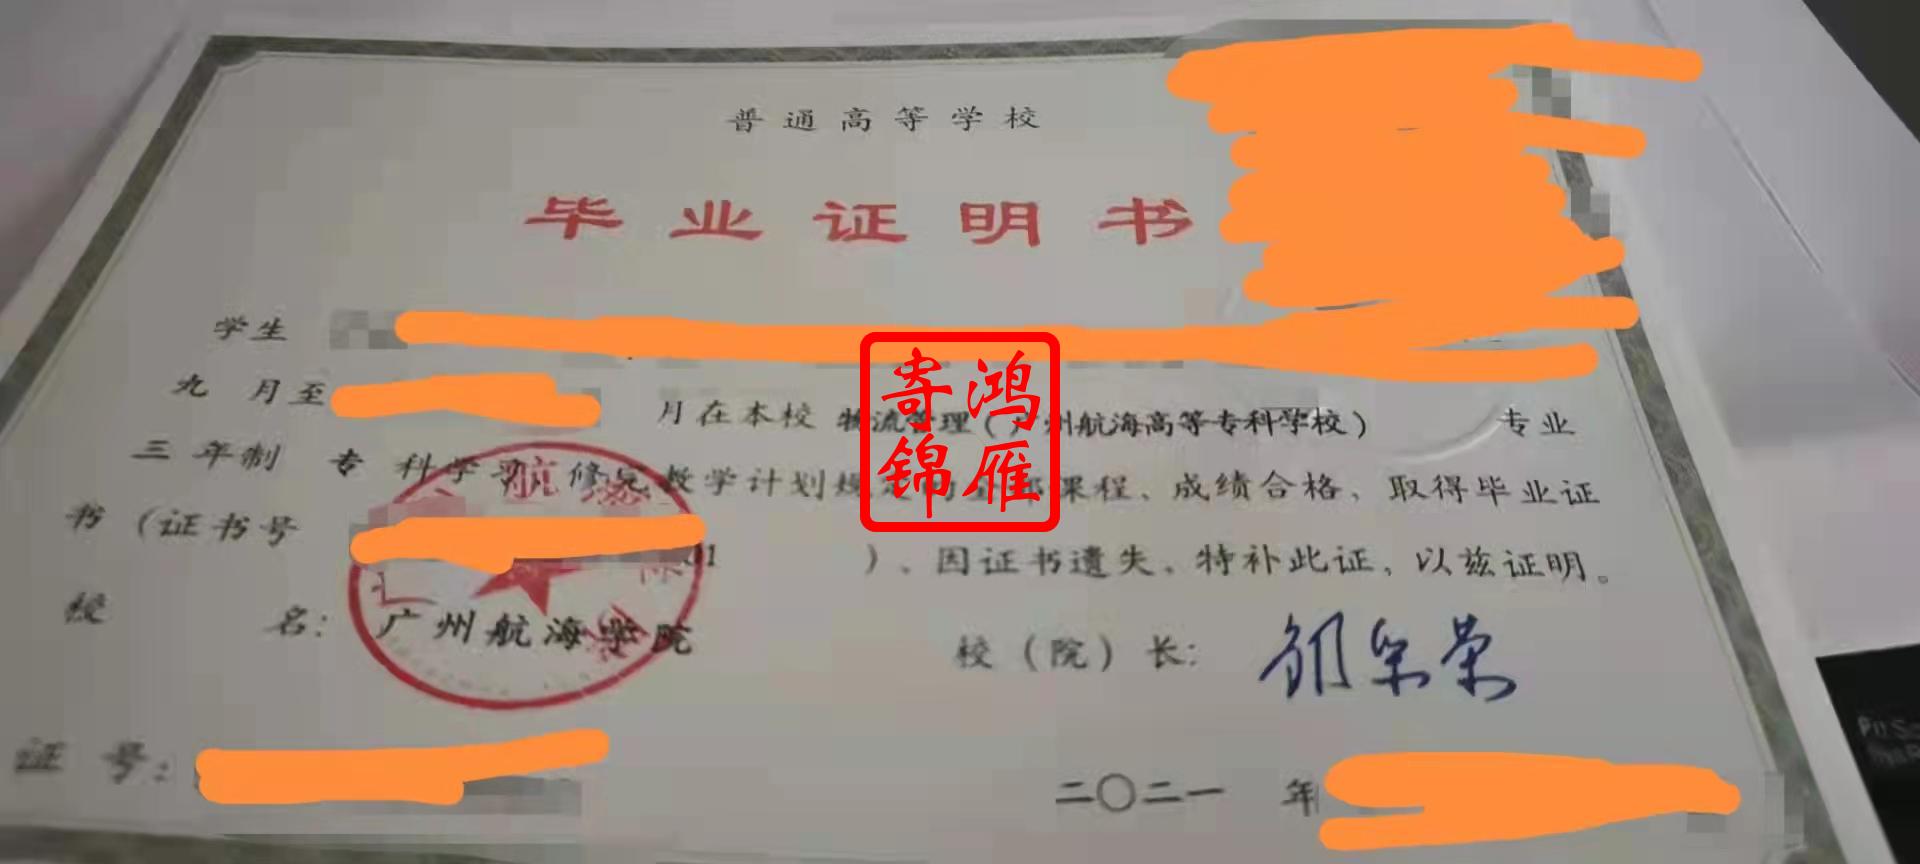 普通高等学校
毕业证明书
学生
九 月至 月在本校 物流管理(广州航海高等专科学校) 专业
三 年制 专 科学 修完教学计划规定的全部课程、成绩合格、取得毕业证
书(证书号 01 )、因证书遗失、特补此证,以兹证明。
校 名: 广州航海学院 校(院)长:
证 号: 二〇二一 年
鸿雁
寄锦